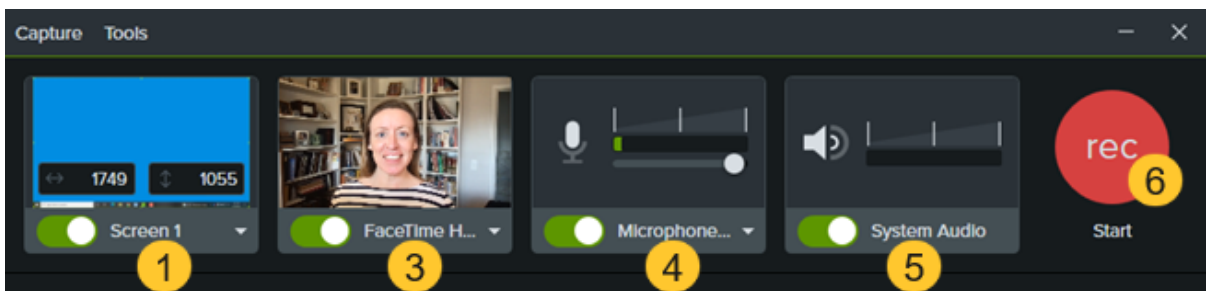 Capture Tools
1749 1055
rec
6
Screen 1 FaceTime H... Microphone... System Audio Start
1 3 4 5